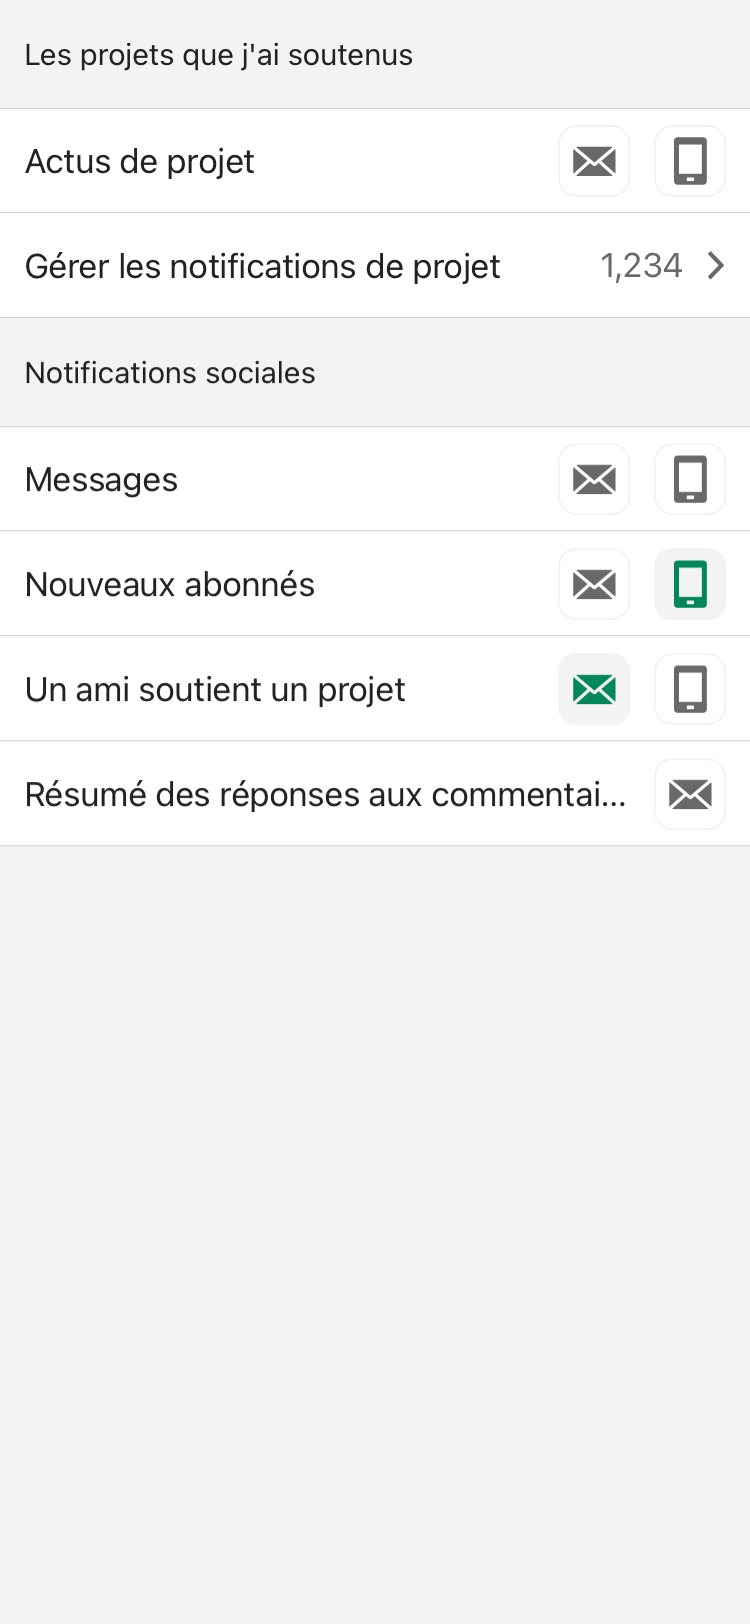 Les projets que j'ai soutenus
Actus de projet
Gérer les notifications de projet 1,234
Notifications sociales
Messages
Nouveaux abonnés
Un ami soutient un projet
Résumé des réponses aux commentai...